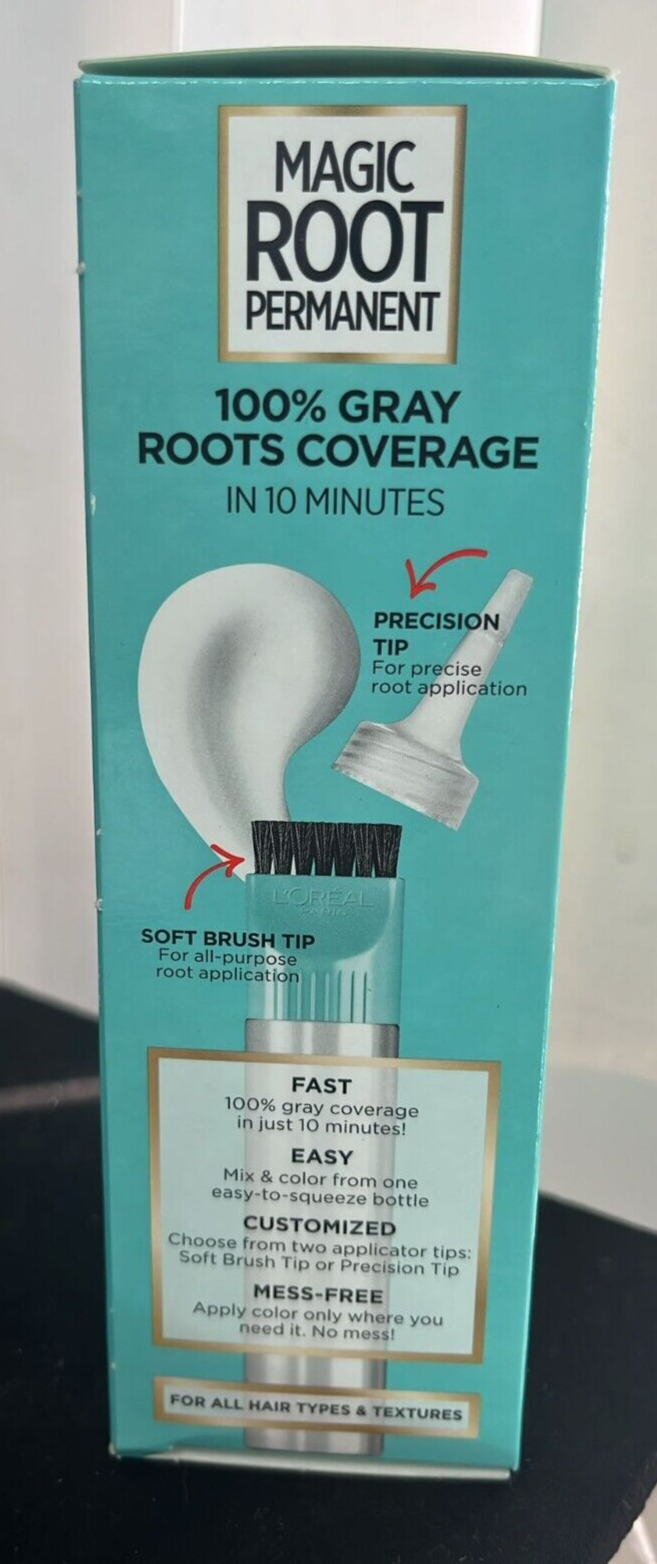 MAGIC
ROOT
PERMANENT
100% GRAY
ROOTS COVERAGE
IN 10 MINUTES
PRECISION
TIP
For precise
root application
L'ORÉAL
PARIS
SOFT BRUSH TIP
For all-purpose
root application
FAST
100% gray coverage
in just 10 minutes!
EASY
Mix & color from one
easy-to-squeeze bottle
CUSTOMIZED
Choose from two applicator tips:
Soft Brush Tip or Precision Tip
MESS-FREE
Apply color only where you
need it. No mess!
FOR ALL HAIR TYPES & TEXTURES